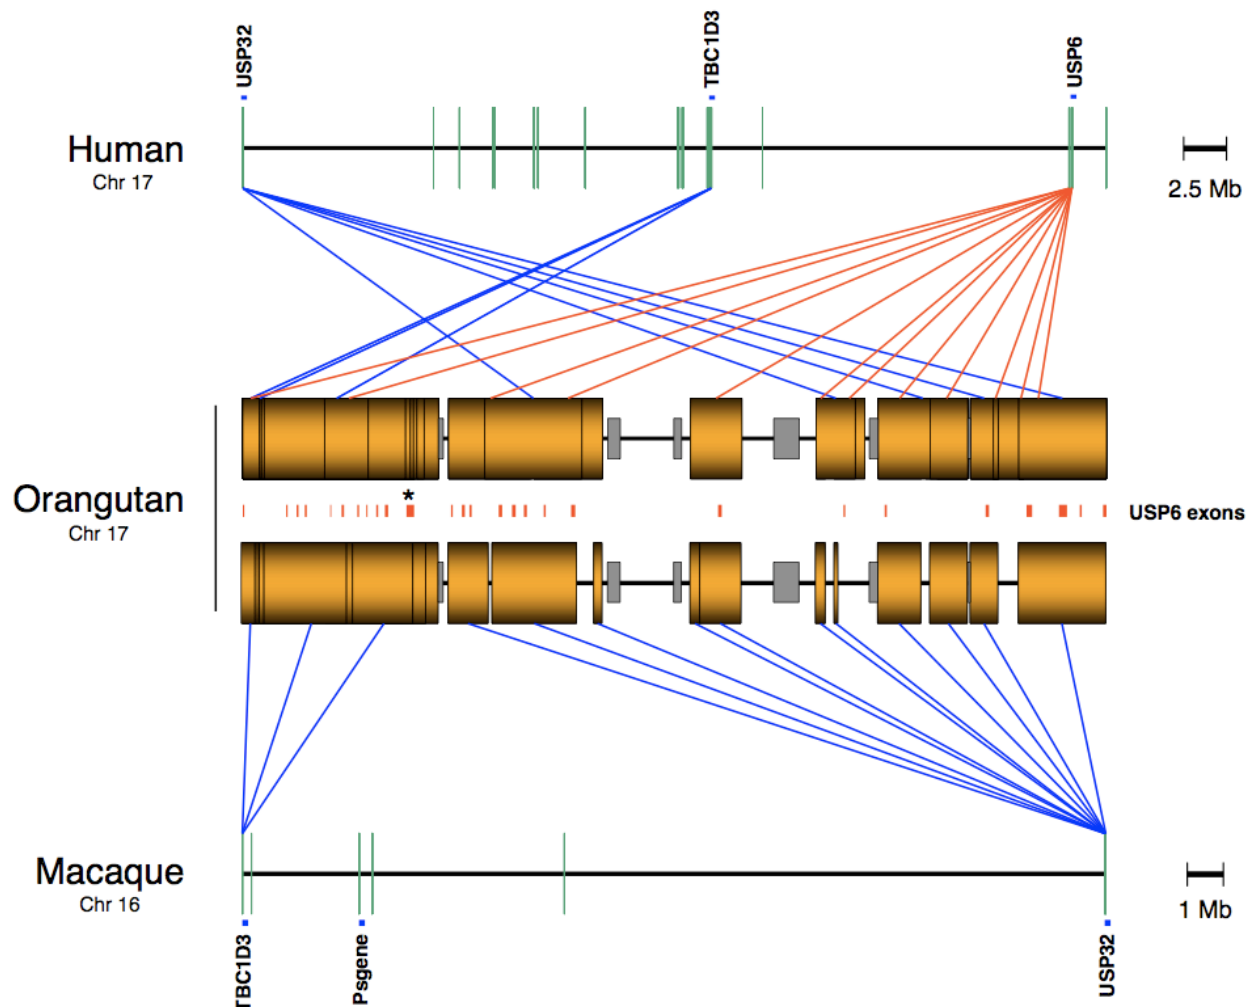 USP32
TBC1D3
USP6
Human
Chr 17
2.5 Mb
Orangutan
Chr 17
*
USP6 exons
Macaque
Chr 16
1 Mb
TBC1D3
Psgene
USP32